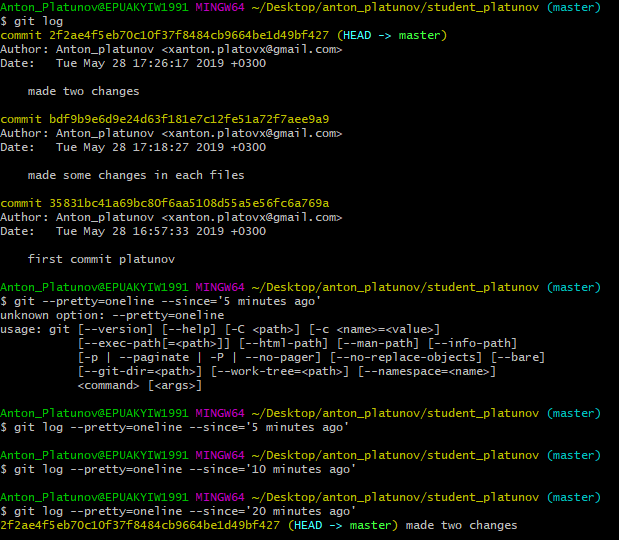 Anton_Platunov@EPUAKYIW1991 MINGW64 ~/Desktop/anton_platunov/student_platunov (master)
$ git log
commit 2f2ae4f5eb70c10f37f8484cb9664be1d49bf427 (HEAD -> master)
Author: Anton_platunov <xanton.platovx@gmail.com>
Date:   Tue May 28 17:26:17 2019 +0300

    made two changes

commit bdf9b9e6d9e24d63f181e7c12fe51a72f7aee9a9
Author: Anton_platunov <xanton.platovx@gmail.com>
Date:   Tue May 28 17:18:27 2019 +0300

    made some changes in each files

commit 35831bc41a69bc80f6aa5108d55a5e56fc6a769a
Author: Anton_platunov <xanton.platovx@gmail.com>
Date:   Tue May 28 16:57:33 2019 +0300

    first commit platunov

Anton_Platunov@EPUAKYIW1991 MINGW64 ~/Desktop/anton_platunov/student_platunov (master)
$ git --pretty=oneline --since='5 minutes ago'
unknown option: --pretty=oneline
usage: git [--version] [--help] [-C <path>] [-c <name>=<value>]
           [--exec-path[=<path>]] [--html-path] [--man-path] [--info-path]
           [-p | --paginate | -P | --no-pager] [--no-replace-objects] [--bare]
           [--git-dir=<path>] [--work-tree=<path>] [--namespace=<name>]
           <command> [<args>]

Anton_Platunov@EPUAKYIW1991 MINGW64 ~/Desktop/anton_platunov/student_platunov (master)
$ git log --pretty=oneline --since='5 minutes ago'

Anton_Platunov@EPUAKYIW1991 MINGW64 ~/Desktop/anton_platunov/student_platunov (master)
$ git log --pretty=oneline --since='10 minutes ago'

Anton_Platunov@EPUAKYIW1991 MINGW64 ~/Desktop/anton_platunov/student_platunov (master)
$ git log --pretty=oneline --since='20 minutes ago'
2f2ae4f5eb70c10f37f8484cb9664be1d49bf427 (HEAD -> master) made two changes